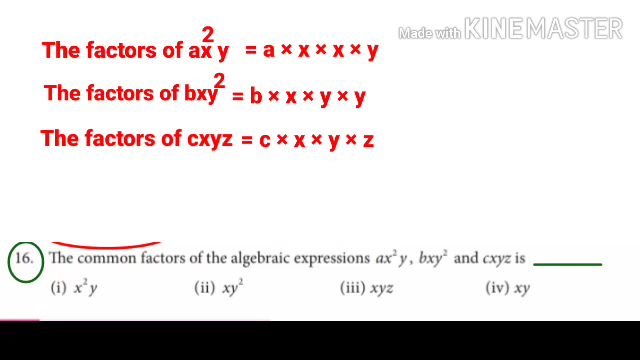 Made with KINEMASTER
The factors of ax²y = a × x × x × y
The factors of bxy² = b × x × y × y
The factors of cxyz = c × x × y × z
16. The common factors of the algebraic expressions ax²y, bxy² and cxyz is ________
(i) x²y (ii) xy² (iii) xyz (iv) xy